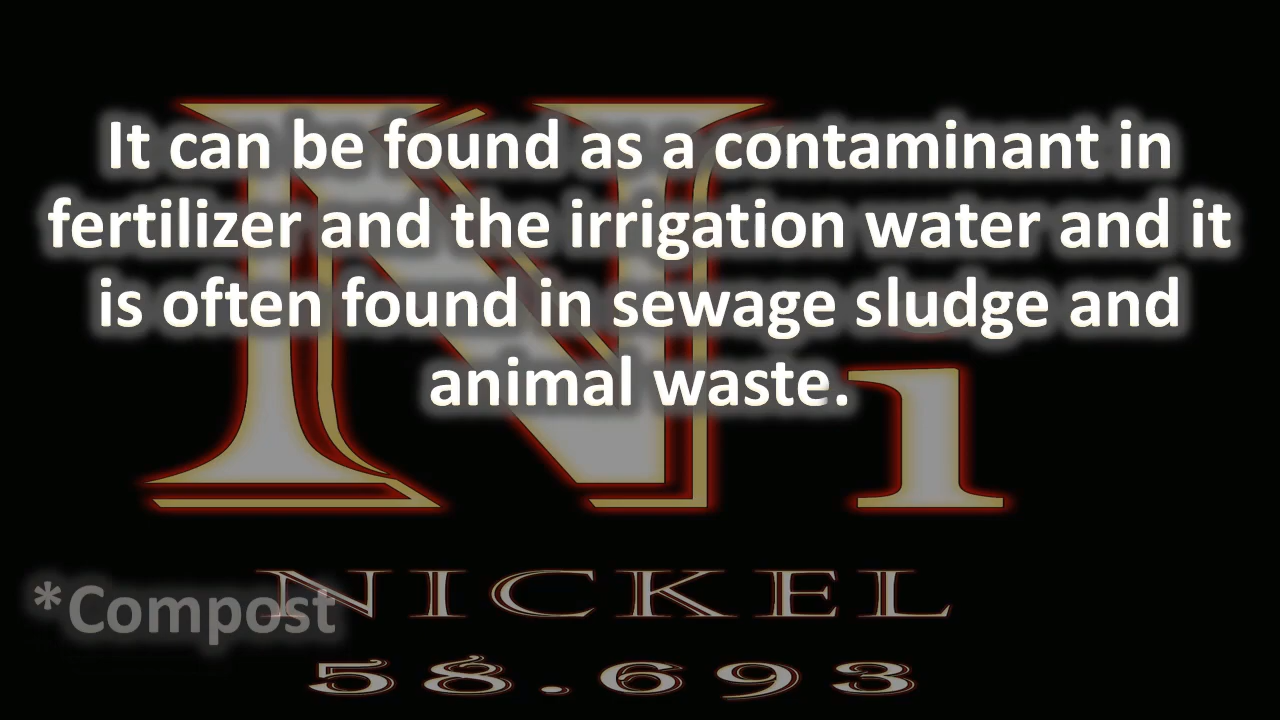 It can be found as a contaminant in
fertilizer and the irrigation water and it
is often found in sewage sludge and
animal waste.
Ni
*Compost
NICKEL
58.693